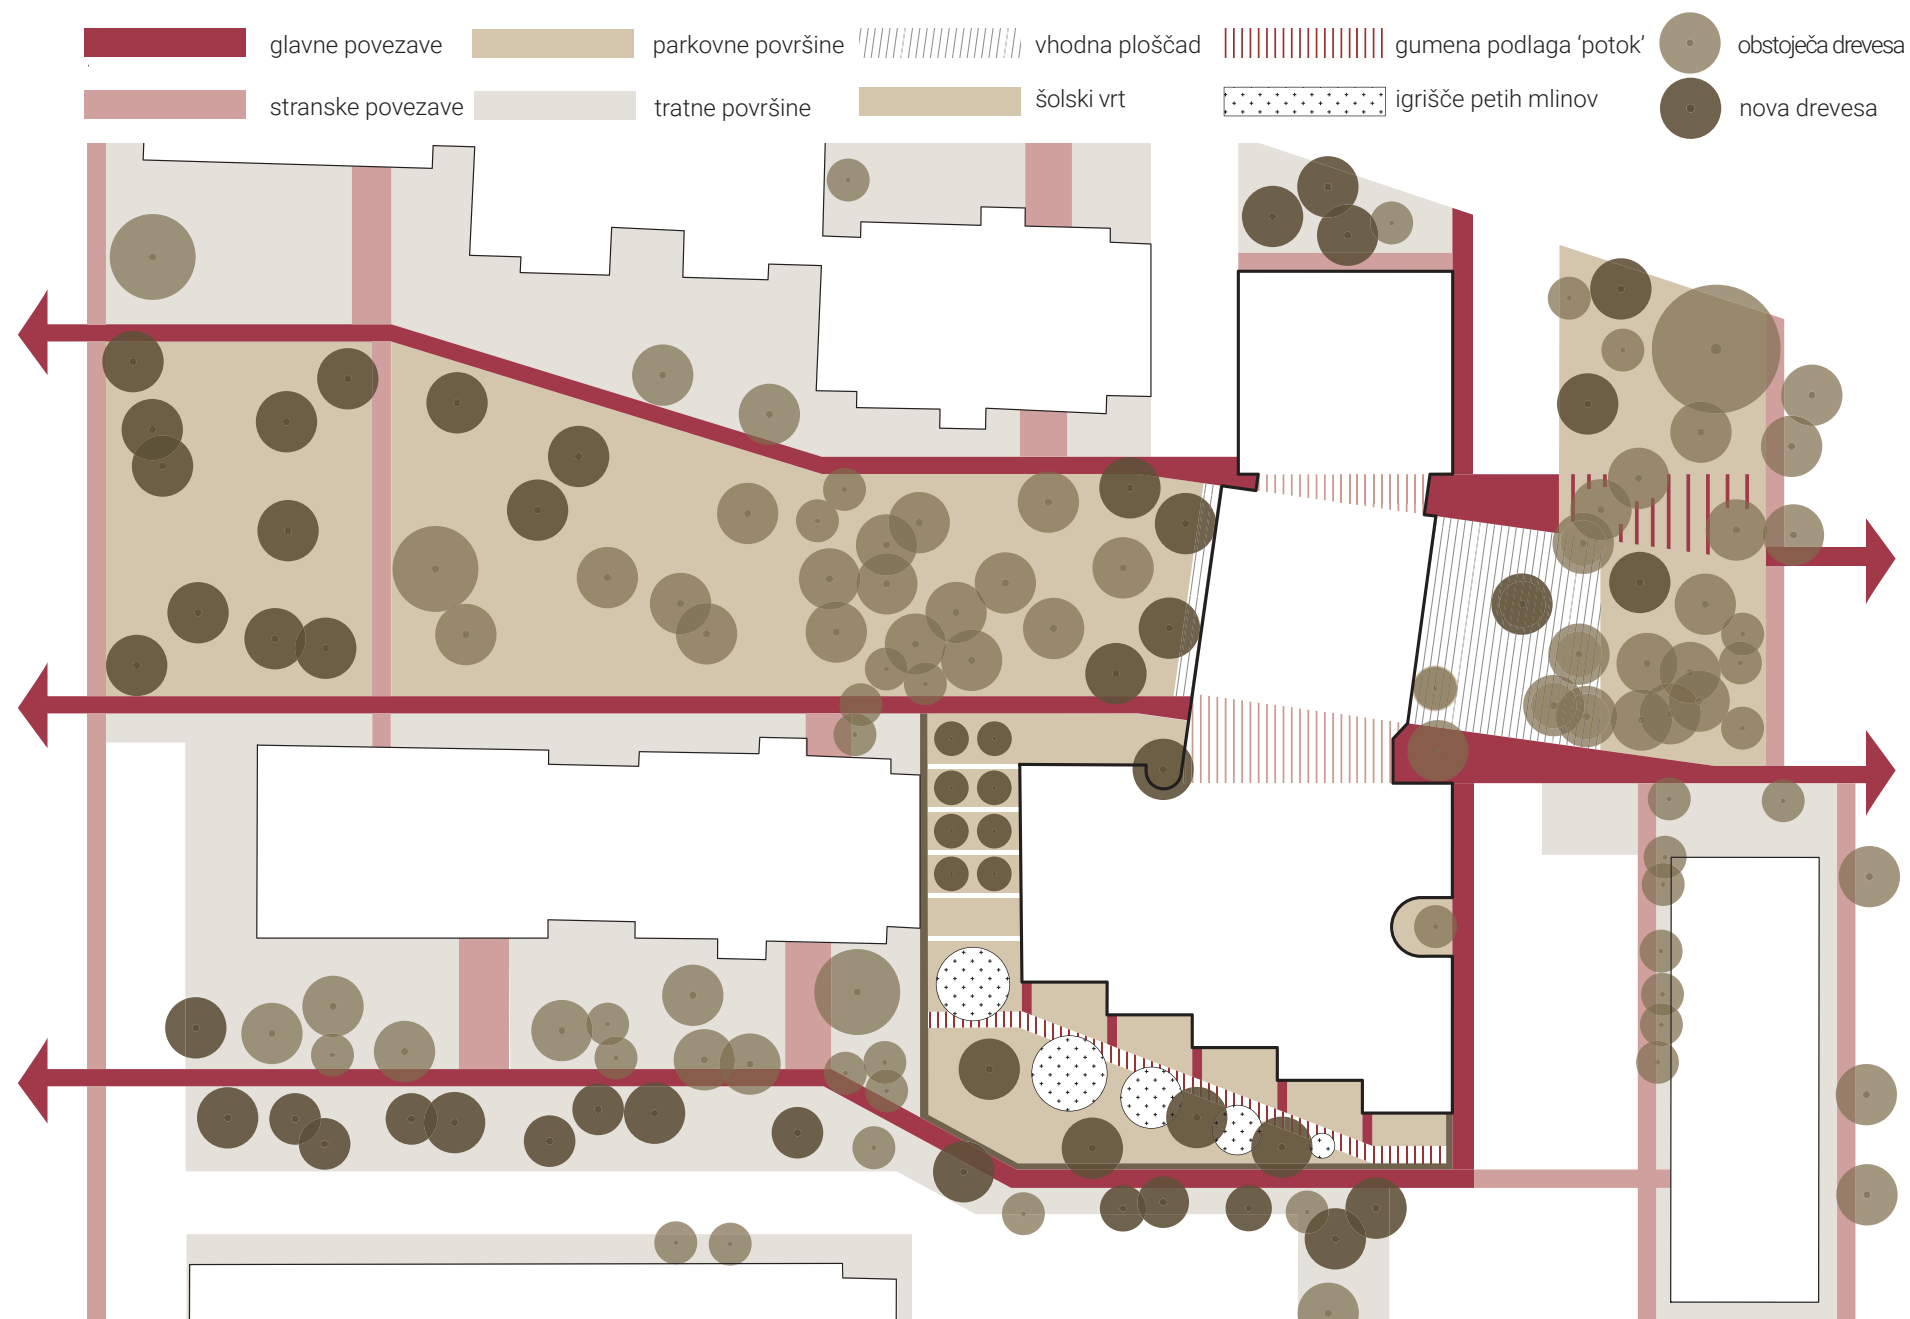 glavne povezave
parkovne površine
vhodna ploščad
gumena podlaga ‘potok’
obstoječa drevesa
stranske povezave
tratne površine
šolski vrt
igrišče petih mlinov
nova drevesa